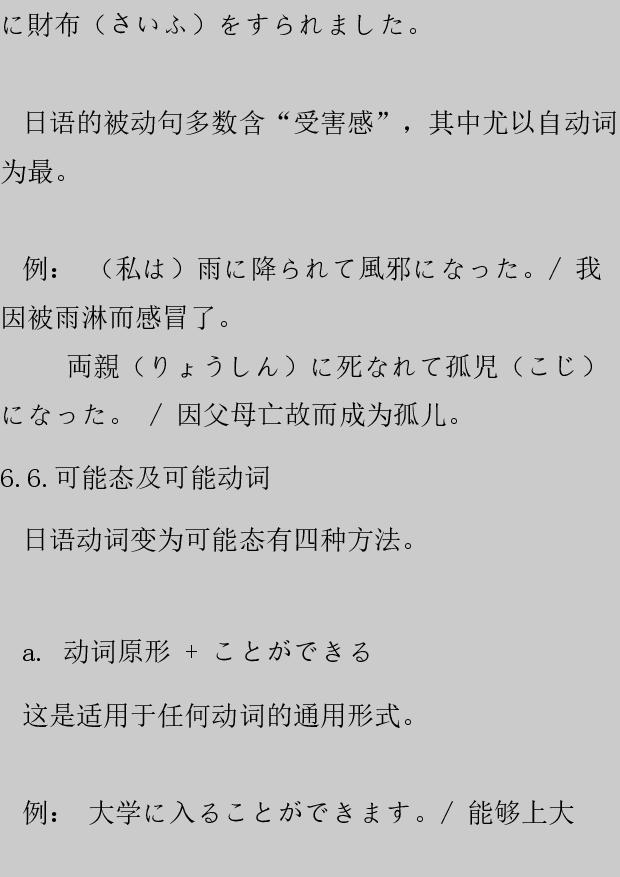 に財布（さいふ）をすられました。
日语的被动句多数含“受害感”，其中尤以自动词
为最。
例： （私は）雨に降られて風邪になった。/ 我
因被雨淋而感冒了。
両親（りょうしん）に死なれて孤児（こじ）
になった。 / 因父母亡故而成为孤儿。
6.6.可能态及可能动词
日语动词变为可能态有四种方法。
a. 动词原形 + ことができる
这是适用于任何动词的通用形式。
例： 大学に入ることができます。/ 能够上大